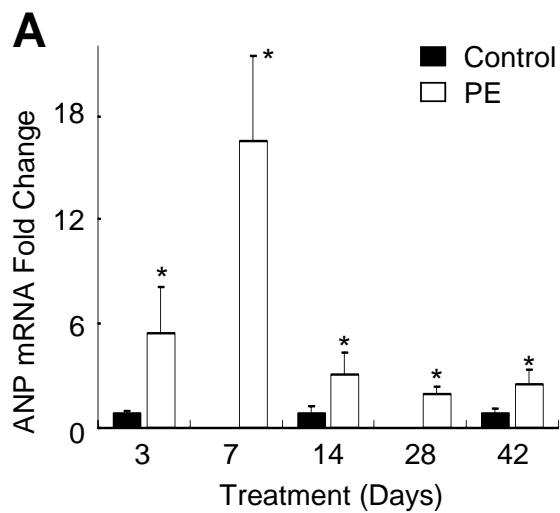 A
Control
PE
ANP mRNA Fold Change
18
12
6
0
*
*
*
*
*
3 7 14 28 42
Treatment (Days)